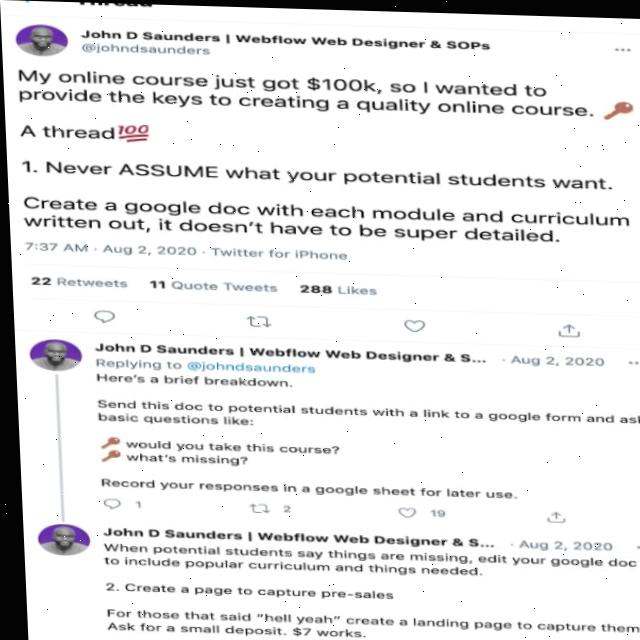 Thread
John D Saunders | Webflow Web Designer & SOPs
@johndsaunders
My online course just got $100k, so I wanted to
provide the keys to creating a quality online course. 🔑
A thread💯
1. Never ASSUME what your potential students want.
Create a google doc with each module and curriculum
written out, it doesn't have to be super detailed.
7:37 AM · Aug 2, 2020 · Twitter for iPhone
22 Retweets 11 Quote Tweets 288 Likes
John D Saunders | Webflow Web Designer & S... · Aug 2, 2020
Replying to @johndsaunders
Here's a brief breakdown.
Send this doc to potential students with a link to a google form and ask
basic questions like:
🔑 would you take this course?
🔑 what's missing?
Record your responses in a google sheet for later use.
1 2 19
John D Saunders | Webflow Web Designer & S... · Aug 2, 2020
When potential students say things are missing, edit your google doc
to include popular curriculum and things needed.
2. Create a page to capture pre-sales
For those that said "hell yeah" create a landing page to capture them
Ask for a small deposit. $7 works.